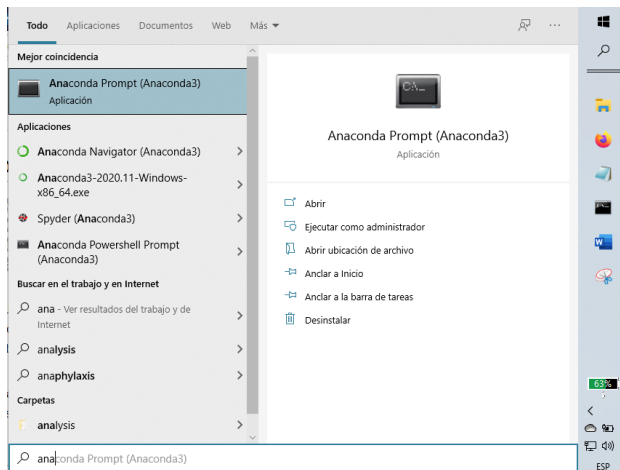 Todo Aplicaciones Documentos Web Más
Mejor coincidencia
Anaconda Prompt (Anaconda3)
Aplicación
Aplicaciones
Anaconda Navigator (Anaconda3)
Anaconda3-2020.11-Windows-
x86_64.exe
Spyder (Anaconda3)
Anaconda Powershell Prompt
(Anaconda3)
Buscar en el trabajo y en Internet
ana - Ver resultados del trabajo y de
Internet
analysis
anaphylaxis
Carpetas
analysis
anaconda Prompt (Anaconda3)
C:\_
Anaconda Prompt (Anaconda3)
Aplicación
Abrir
Ejecutar como administrador
Abrir ubicación de archivo
Anclar a Inicio
Anclar a la barra de tareas
Desinstalar
63%
ESP